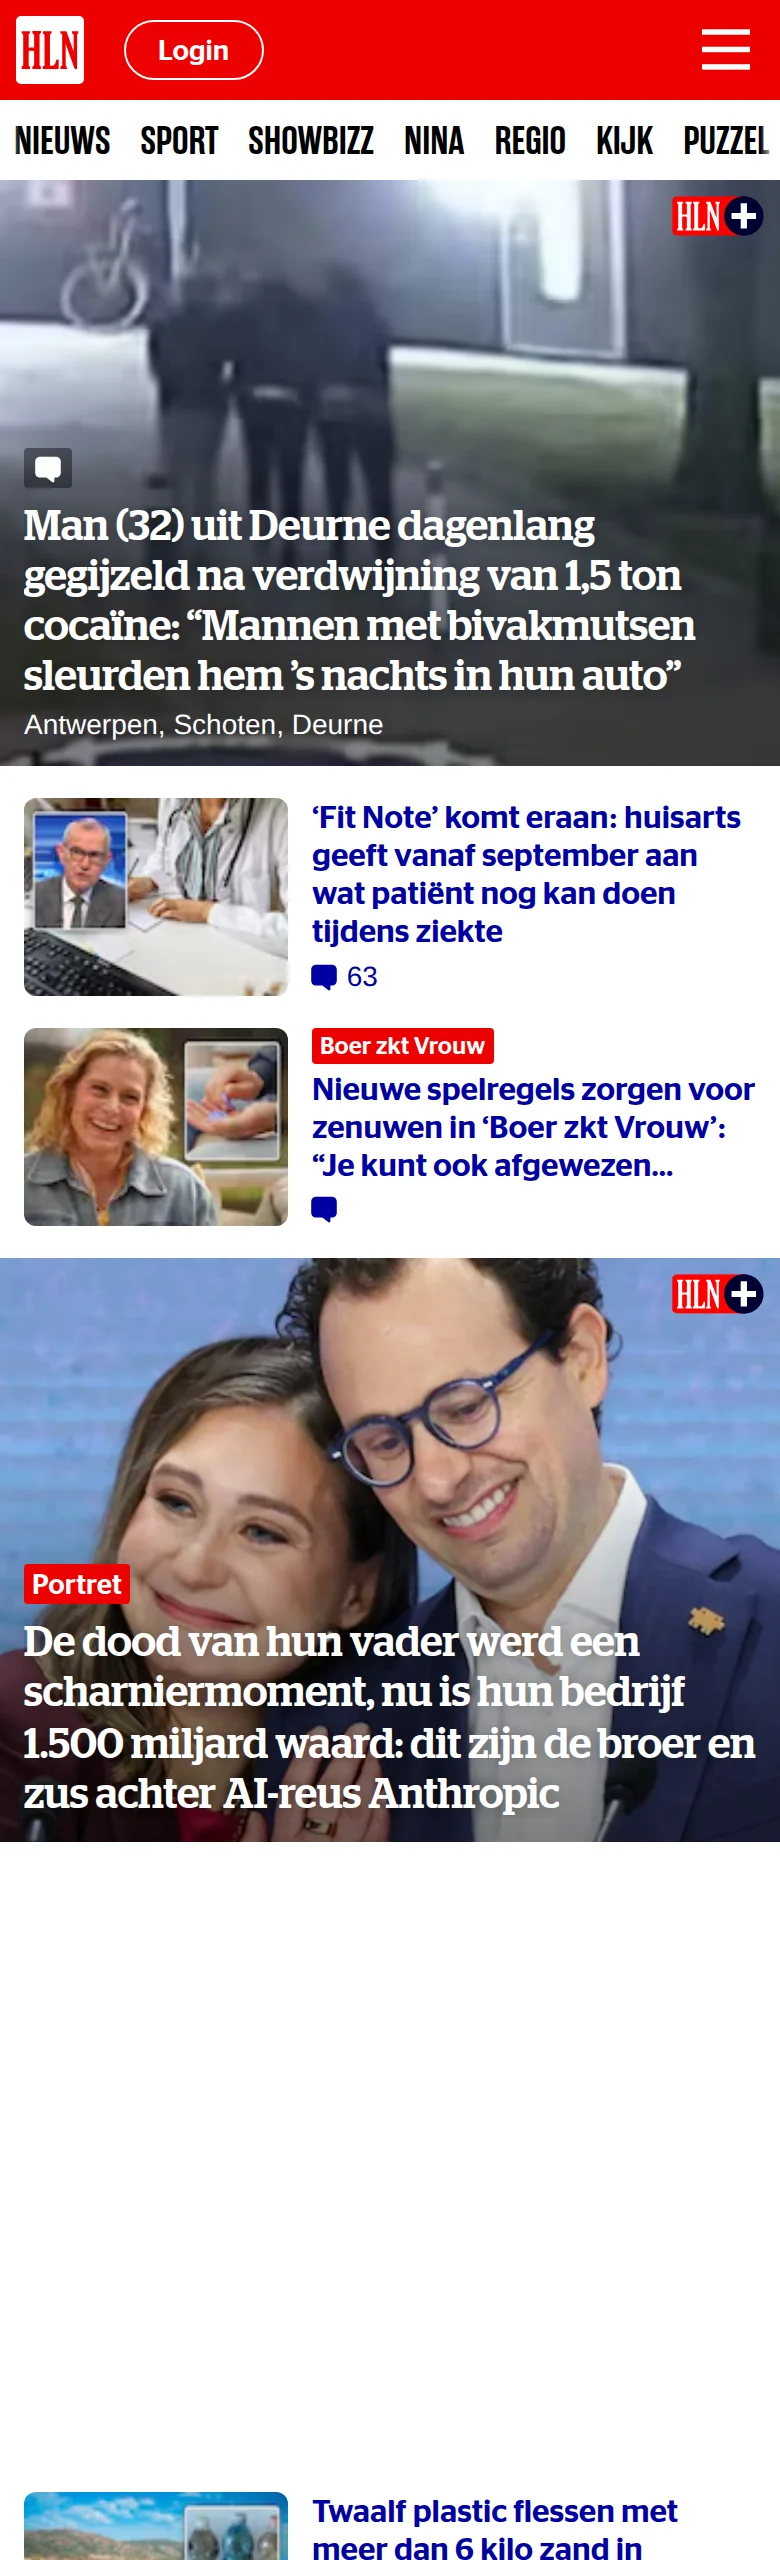 HLN
Login
NIEUWS SPORT SHOWBIZZ NINA REGIO KIJK PUZZEL
HLN+
Man (32) uit Deurne dagenlang
gegijzeld na verdwijning van 1,5 ton
cocaïne: “Mannen met bivakmutsen
sleurden hem ’s nachts in hun auto”
Antwerpen, Schoten, Deurne
‘Fit Note’ komt eraan: huisarts
geeft vanaf september aan
wat patiënt nog kan doen
tijdens ziekte
63
Boer zkt Vrouw
Nieuwe spelregels zorgen voor
zenuwen in ‘Boer zkt Vrouw’:
“Je kunt ook afgewezen...
HLN+
Portret
De dood van hun vader werd een
scharniermoment, nu is hun bedrijf
1.500 miljard waard: dit zijn de broer en
zus achter AI-reus Anthropic
Twaalf plastic flessen met
meer dan 6 kilo zand in